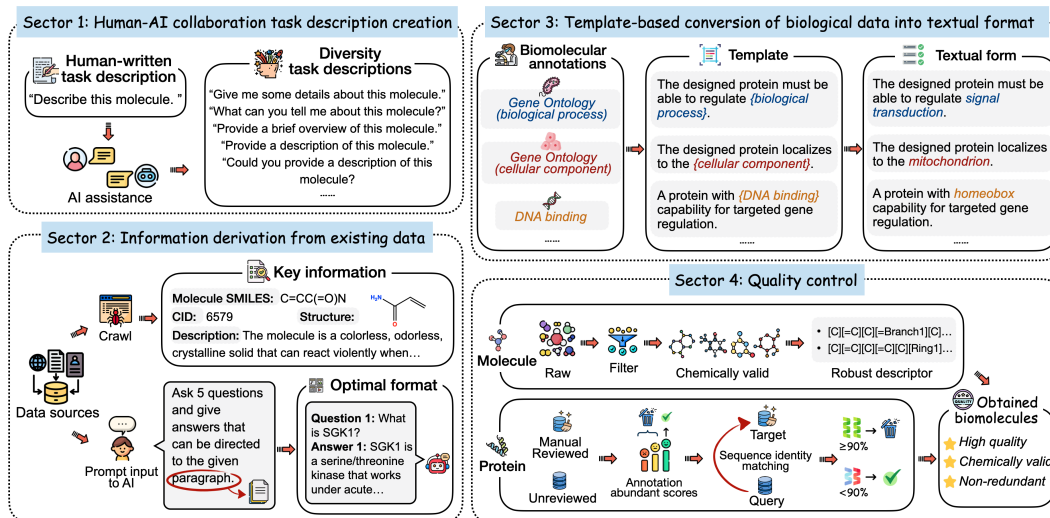 Sector 1: Human-AI collaboration task description creation
Human-written
task description
“Describe this molecule. ”
AI assistance
Diversity
task descriptions
“Give me some details about this molecule.”
“What can you tell me about this molecule?”
“Provide a brief overview of this molecule.”
“Provide a description of this molecule.”
“Could you provide a description of this
molecule?
......
Sector 2: Information derivation from existing data
Data sources
Crawl
Key information
Molecule SMILES: C=CC(=O)N
CID: 6579
Structure:
H₂N
O
Description: The molecule is a colorless, odorless,
crystalline solid that can react violently when…
Prompt input
to AI
Ask 5 questions
and give
answers that
can be directed
to the given
paragraph.
Optimal format
Question 1: What
is SGK1?
Answer 1: SGK1 is
a serine/threonine
kinase that works
under acute…
Sector 3: Template-based conversion of biological data into textual format
Biomolecular
annotations
Gene Ontology
(biological process)
Gene Ontology
(cellular component)
DNA binding
......
Template
The designed protein must be
able to regulate {biological
process}.
The designed protein localizes
to the {cellular component}.
A protein with {DNA binding}
capability for targeted gene
regulation.
......
Textual form
The designed protein must be
able to regulate signal
transduction.
The designed protein localizes
to the mitochondrion.
A protein with homeobox
capability for targeted gene
regulation.
......
Sector 4: Quality control
Molecule
Raw
Filter
Chemically valid
• [C][=C][C][=Branch1][C]…
• [C][=C][C][=C][C][Ring1]…
Robust descriptor
Protein
Manual
Reviewed
Unreviewed
Annotation
abundant scores
Target
Sequence identity
matching
Query
≥90%
<90%
QUALITY
Obtained
biomolecules
High quality
Chemically valid
Non-redundant